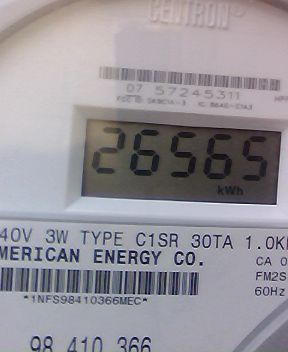 CENTRON®
07 57245311
26565
kWh
40V 3W TYPE C1SR 30TA 1.0K
MERICAN ENERGY CO.
CA 0
FM2S
60Hz
*1NFS98410366MEC*
98 410 366